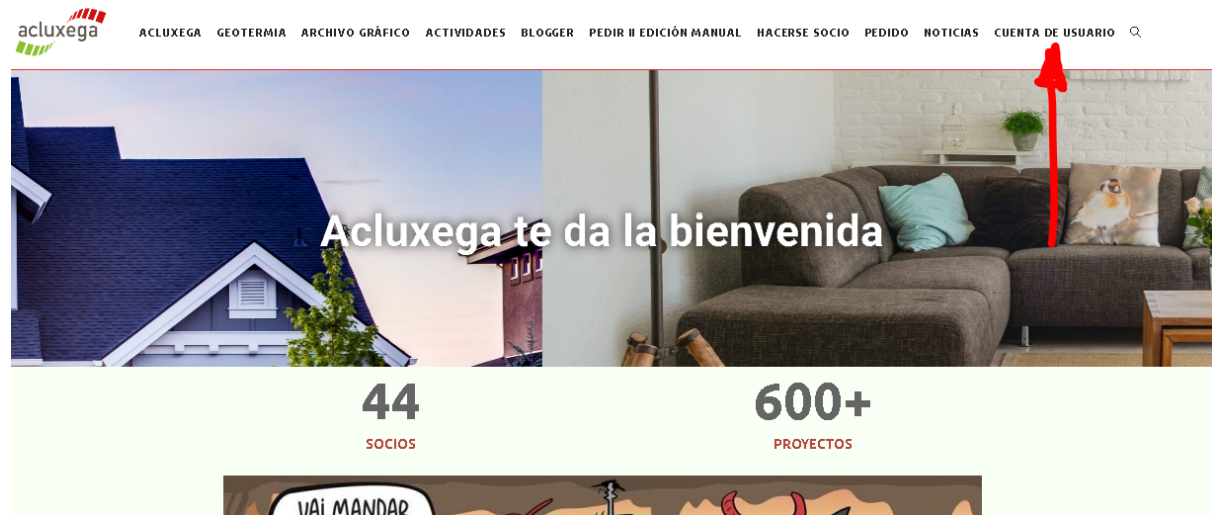 acluxega
ACLUXEGA GEOTERMIA ARCHIVO GRÁFICO ACTIVIDADES BLOGGER PEDIR II EDICIÓN MANUAL HACERSE SOCIO PEDIDO NOTICIAS CUENTA DE USUARIO
Acluxega te da la bienvenida
44 600+
SOCIOS PROYECTOS
VAI MANDAR